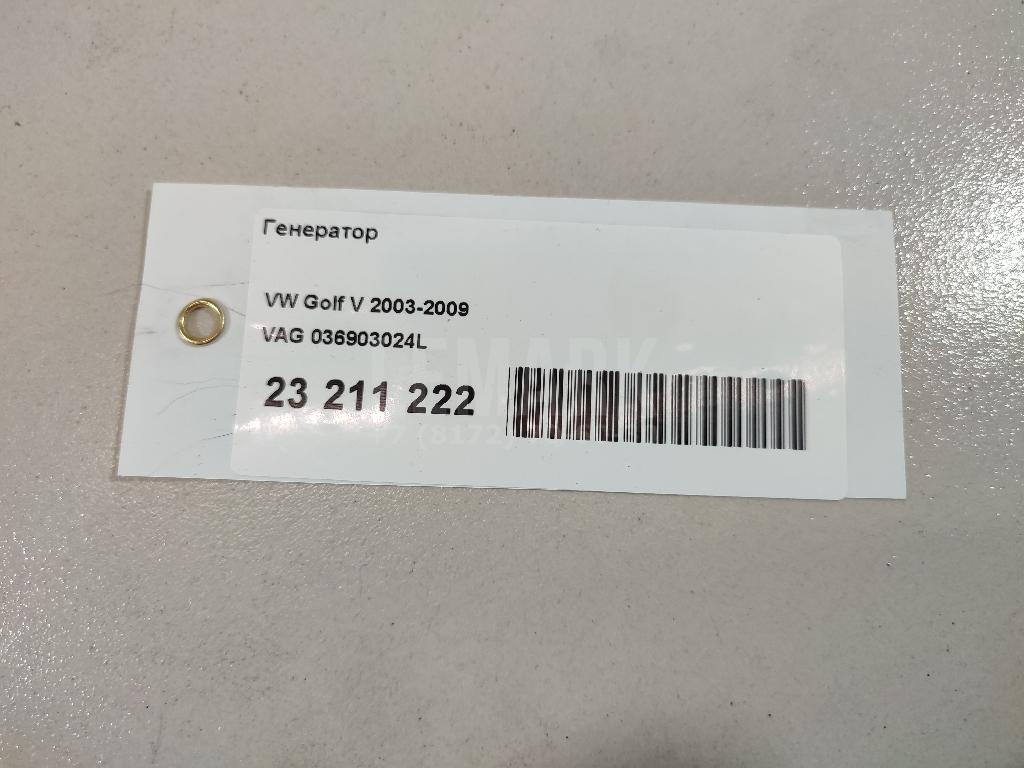 Генератор
VW Golf V 2003-2009
VAG 036903024L
23 211 222